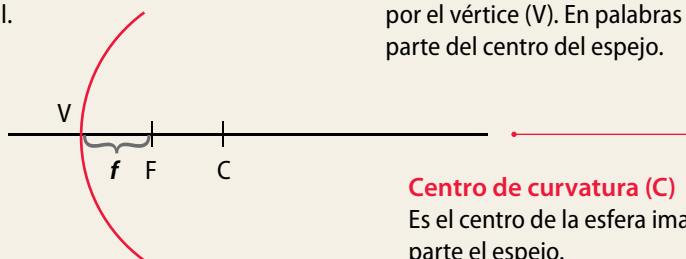 l.
por el vértice (V). En palabras
parte del centro del espejo.
V
f F C
Centro de curvatura (C)
Es el centro de la esfera ima
parte el espejo.